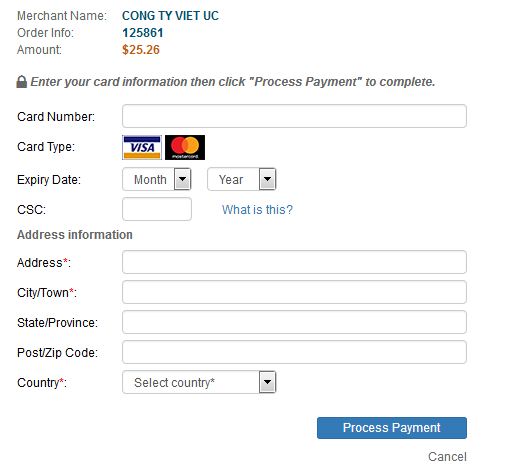 Merchant Name: CONG TY VIET UC
Order Info: 125861
Amount: $25.26
Enter your card information then click "Process Payment" to complete.
Card Number:
Card Type: VISA mastercard
Expiry Date: Month Year
CSC: What is this?
Address information
Address*:
City/Town*:
State/Province:
Post/Zip Code:
Country*: Select country*
Process Payment
Cancel